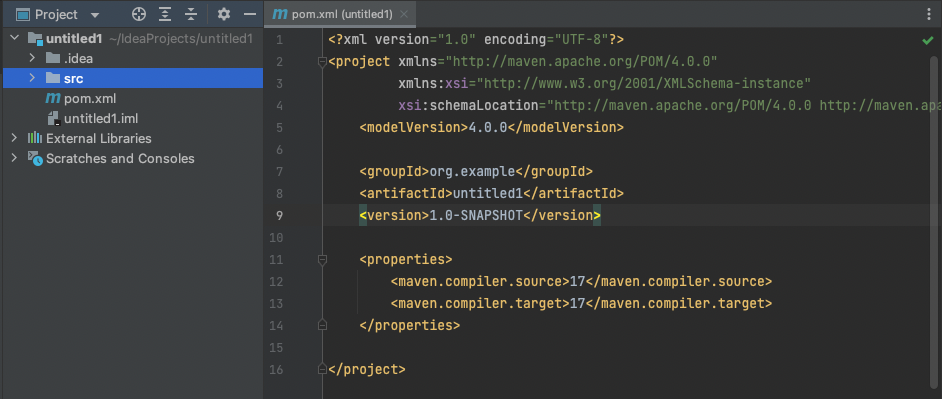 Project
untitled1 ~/IdeaProjects/untitled1
.idea
src
pom.xml
untitled1.iml
External Libraries
Scratches and Consoles
pom.xml (untitled1)
1 <?xml version="1.0" encoding="UTF-8"?>
2 <project xmlns="http://maven.apache.org/POM/4.0.0"
3 xmlns:xsi="http://www.w3.org/2001/XMLSchema-instance"
4 xsi:schemaLocation="http://maven.apache.org/POM/4.0.0 http://maven.apa
5 <modelVersion>4.0.0</modelVersion>
6
7 <groupId>org.example</groupId>
8 <artifactId>untitled1</artifactId>
9 <version>1.0-SNAPSHOT</version>
10
11 <properties>
12 <maven.compiler.source>17</maven.compiler.source>
13 <maven.compiler.target>17</maven.compiler.target>
14 </properties>
15
16 </project>